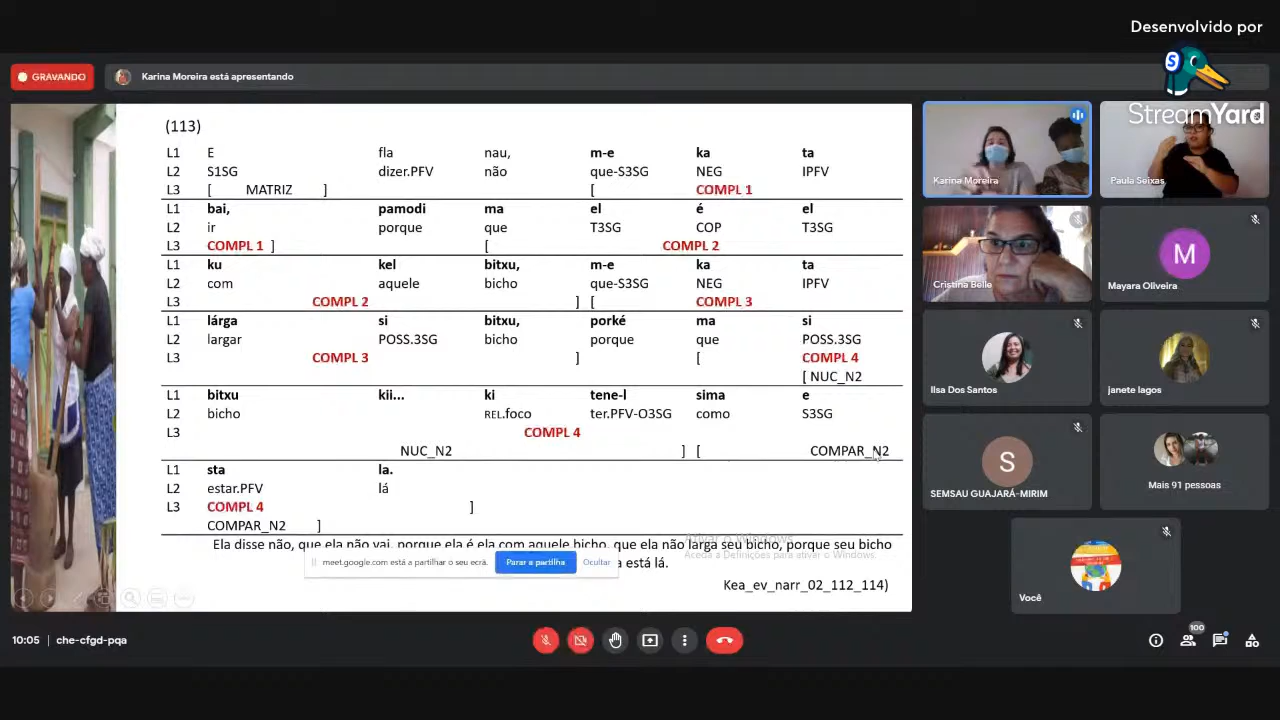 Desenvolvido por
StreamYard
GRAVANDO
Karina Moreira está apresentando
(113)
L1 E fla nau, m-e ka ta
L2 S1SG dizer.PFV não que-S3SG NEG IPFV
L3 [ MATRIZ ] [ COMPL 1
L1 bai, pamodi ma el é el
L2 ir porque que T3SG COP T3SG
L3 COMPL 1 ] [ COMPL 2
L1 ku kel bitxu, m-e ka ta
L2 com aquele bicho que-S3SG NEG IPFV
L3 COMPL 2 ] [ COMPL 3
L1 lárga si bitxu, porké ma si
L2 largar POSS.3SG bicho porque que POSS.3SG
L3 COMPL 3 ] [ COMPL 4
[ NUC_N2
L1 bitxu kii... ki tene-l sima e
L2 bicho REL.foco ter.PFV-O3SG como S3SG
L3 COMPL 4
NUC_N2 ] [ COMPAR_N2
L1 sta la.
L2 estar.PFV lá
L3 COMPL 4 ]
COMPAR_N2 ]
Ela disse não, que ela não vai, porque ela é ela com aquele bicho, que ela não larga seu bicho, porque seu bicho
a está lá.
Kea_ev_narr_02_112_114)
Ativar o Windows
Aceda a Definições para ativar o Windows.
meet.google.com está a partilhar o seu ecrã.
Parar a partilha
Ocultar
Karina Moreira
Paula Seixas
Cristina Belle
M
Mayara Oliveira
Ilsa Dos Santos
janete lagos
S
SEMSAU GUAJARÁ-MIRIM
Mais 91 pessoas
Você
10:05 | che-cfgd-pqa
100